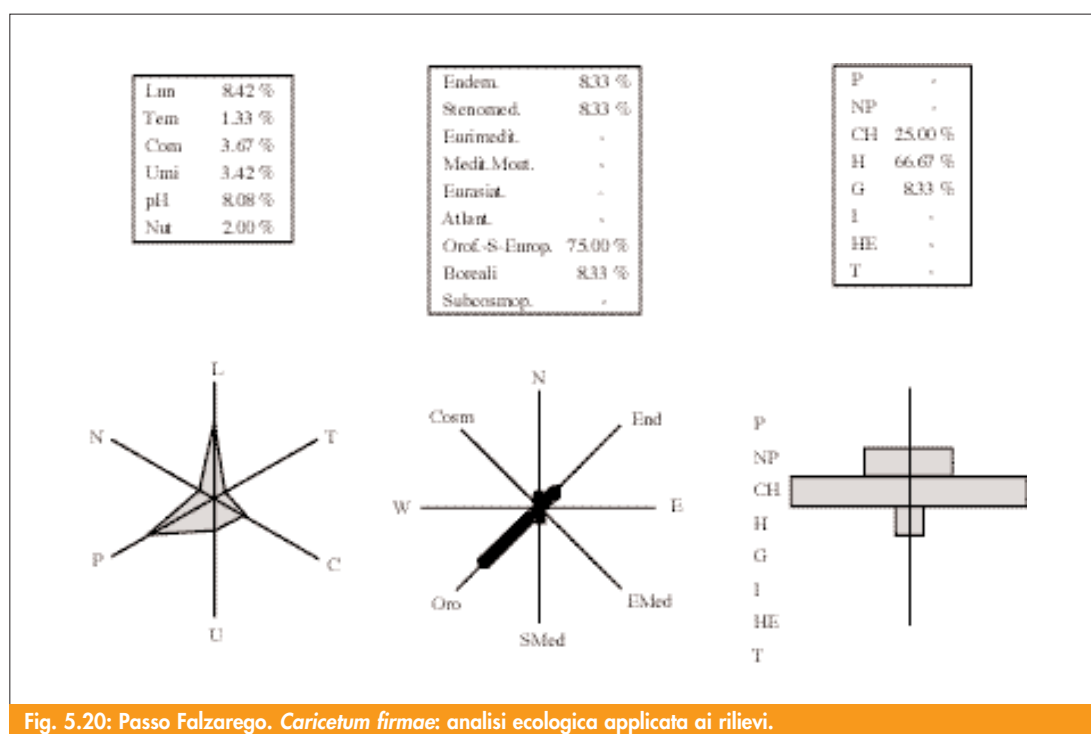 Lun 8.42 %
Tem 1.33 %
Con 3.67 %
Umi 3.42 %
pH 8.08 %
Nut 2.00 %
Endem. 8.33 %
Stenomed. 8.33 %
Eurimedit. -
Medit.Mont. -
Eurasiat. -
Atlant. -
Orof.-S-Europ. 75.00 %
Boreali 8.33 %
Subcosmop. -
P -
NP -
CH 25.00 %
H 66.67 %
G 8.33 %
I -
HE -
T -
L
N
T
P
C
U
N
Cosm
End
W
E
Oro
EMed
SMed
P
NP
CH
H
G
I
HE
T
Fig. 5.20: Passo Falzarego. Caricetum firmae: analisi ecologica applicata ai rilievi.